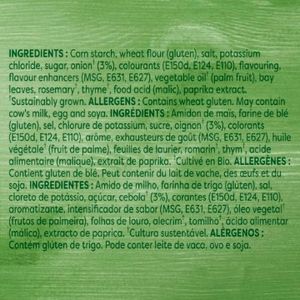 INGREDIENTS : Corn starch, wheat flour (gluten), salt, potassium
chloride, sugar, onion¹ (3%), colourants (E150d, E124, E110), flavouring,
flavour enhancers (MSG, E631, E627), vegetable oil¹ (palm fruit), bay
leaves, rosemary¹, thyme¹, food acid (malic), paprika extract.
¹Sustainably grown. ALLERGENS : Contains wheat gluten. May contain
cow's milk, egg and soya. INGRÉDIENTS : Amidon de maïs, farine de
blé (gluten), sel, chlorure de potassium, sucre, oignon¹ (3%), colorants
(E150d, E124, E110), arôme, exhausteurs de goût (MSG, E631, E627), huile
végétale¹ (fruit de palme), feuilles de laurier, romarin¹, thym¹, acide
alimentaire (malique), extrait de paprika. ¹Cultivé en Bio. ALLERGÈNES :
Contient gluten de blé. Peut contenir du lait de vache, des œufs et du
soja. INGREDIENTES : Amido de milho, farinha de trigo (glúten), sal,
cloreto de potássio, açúcar, cebola¹ (3%), corantes (E150d, E124, E110),
aromatizante, intensificador de sabor (MSG, E631, E627), óleo vegetal
(frutos de palmeira), folhas de louro, alecrim¹, tomilho¹, ácido alimentar
(málico), extracto de paprica. ¹Cultura sustentável. ALÉRGENOS :
Contém glúten de trigo. Pode conter leite de vaca, ovo e soja.